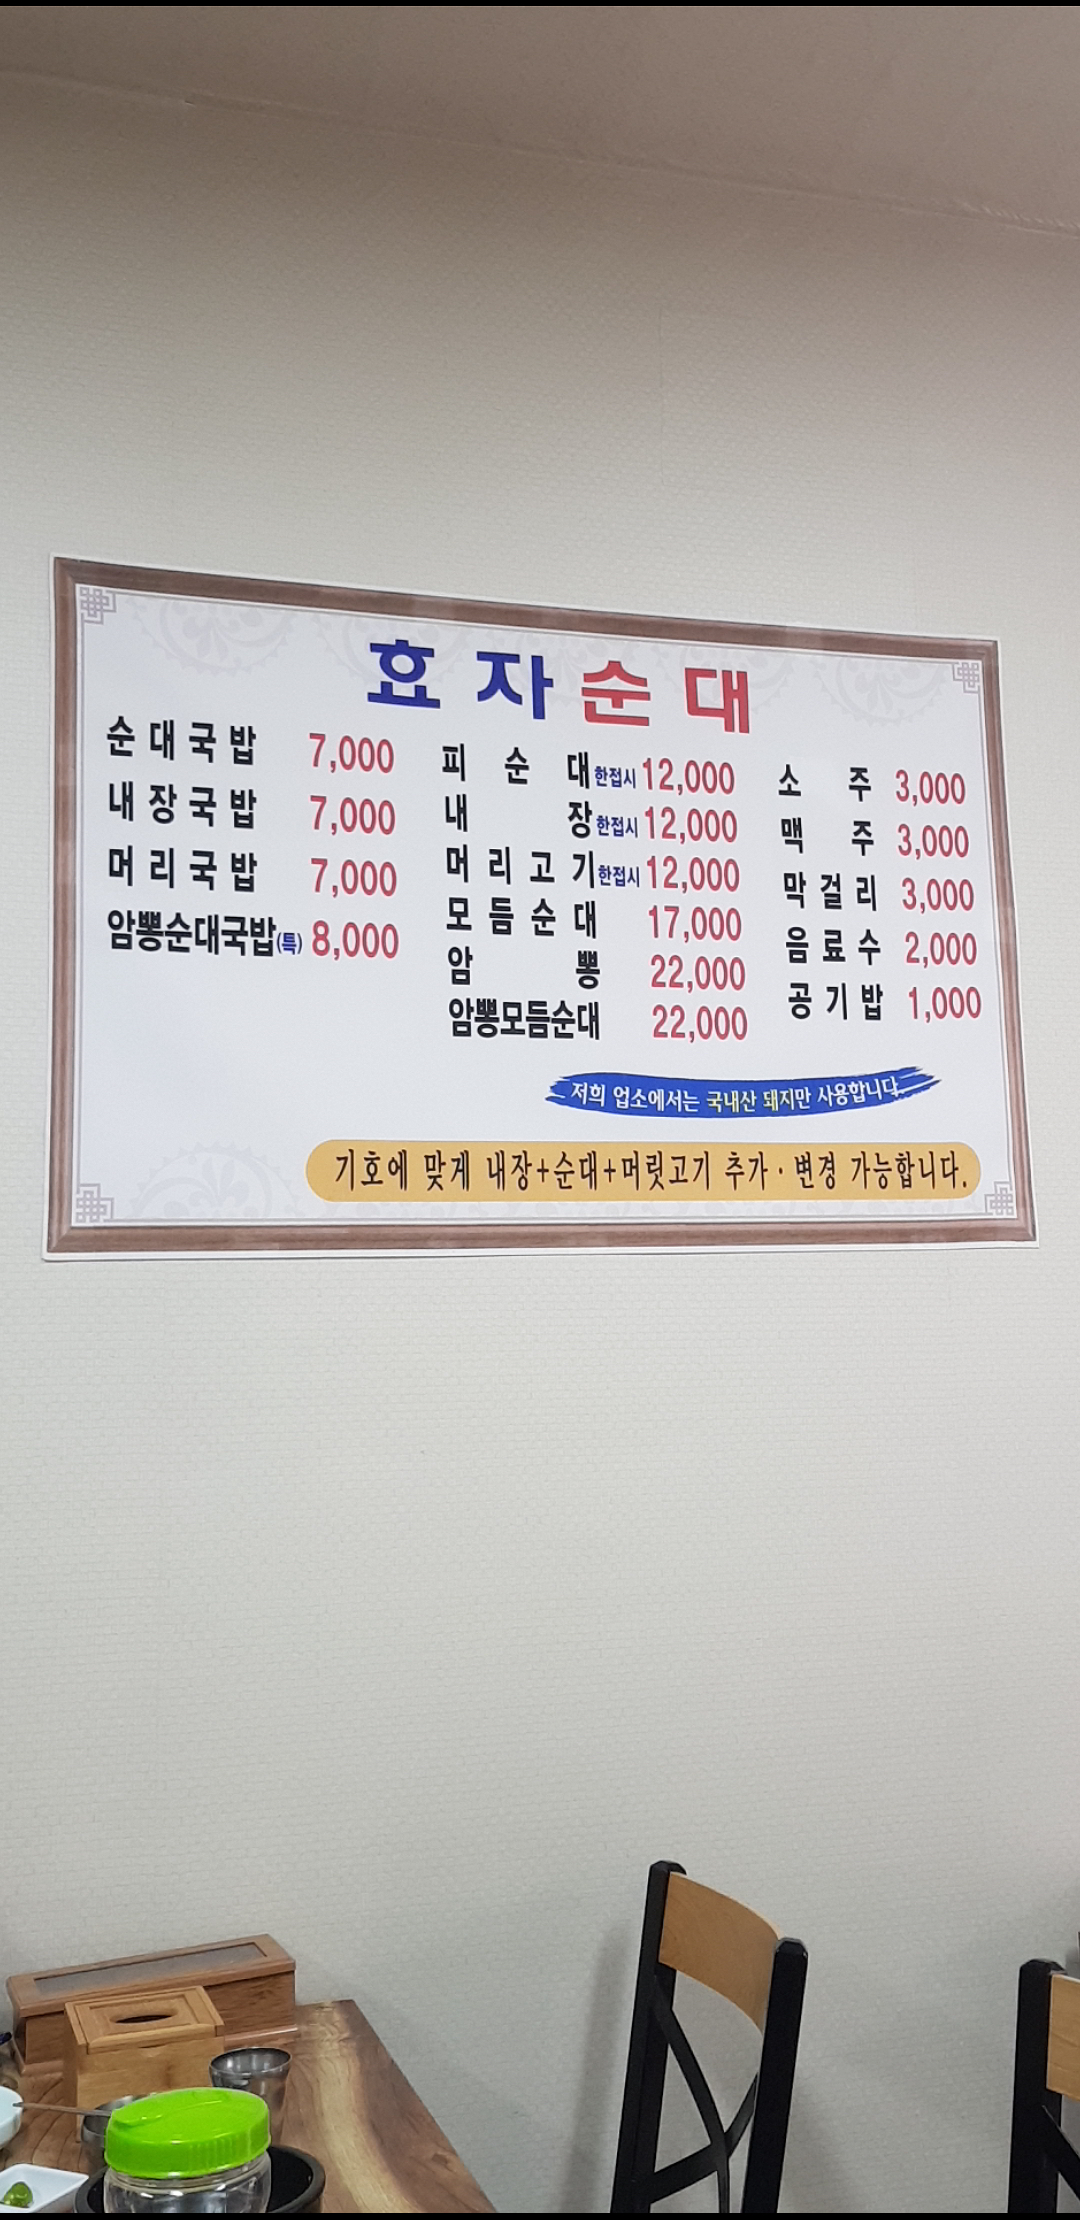 효자순대
순대국밥 7,000
내장국밥 7,000
머리국밥 7,000
암뽕순대국밥(특) 8,000
피순대 한접시 12,000
내장 한접시 12,000
머리고기 한접시 12,000
모듬순대 17,000
암뽕 22,000
암뽕모듬순대 22,000
소주 3,000
맥주 3,000
막걸리 3,000
음료수 2,000
공기밥 1,000
저희 업소에서는 국내산 돼지만 사용합니다.
기호에 맞게 내장+순대+머릿고기 추가·변경 가능합니다.